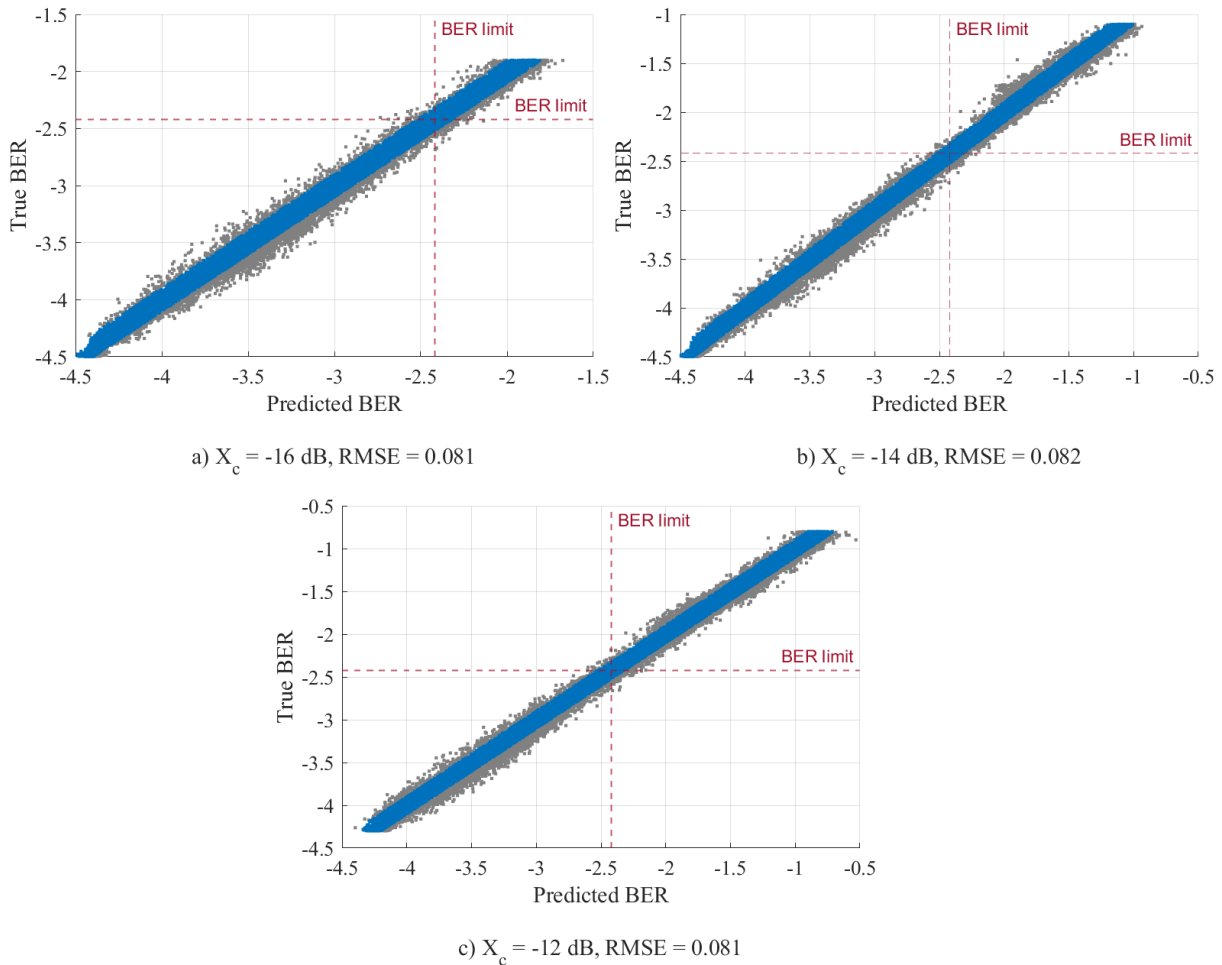 -1.5
BER limit
-2
BER limit
-2.5
True BER
-3
-3.5
-4
-4.5
-4.5 -4 -3.5 -3 -2.5 -2 -1.5
Predicted BER
a) X_c = -16 dB, RMSE = 0.081
-1
BER limit
-1.5
-2
BER limit
-2.5
True BER
-3
-3.5
-4
-4.5
-4.5 -4 -3.5 -3 -2.5 -2 -1.5 -1 -0.5
Predicted BER
b) X_c = -14 dB, RMSE = 0.082
-0.5
BER limit
-1
-1.5
-2
BER limit
-2.5
True BER
-3
-3.5
-4
-4.5
-4.5 -4 -3.5 -3 -2.5 -2 -1.5 -1 -0.5
Predicted BER
c) X_c = -12 dB, RMSE = 0.081